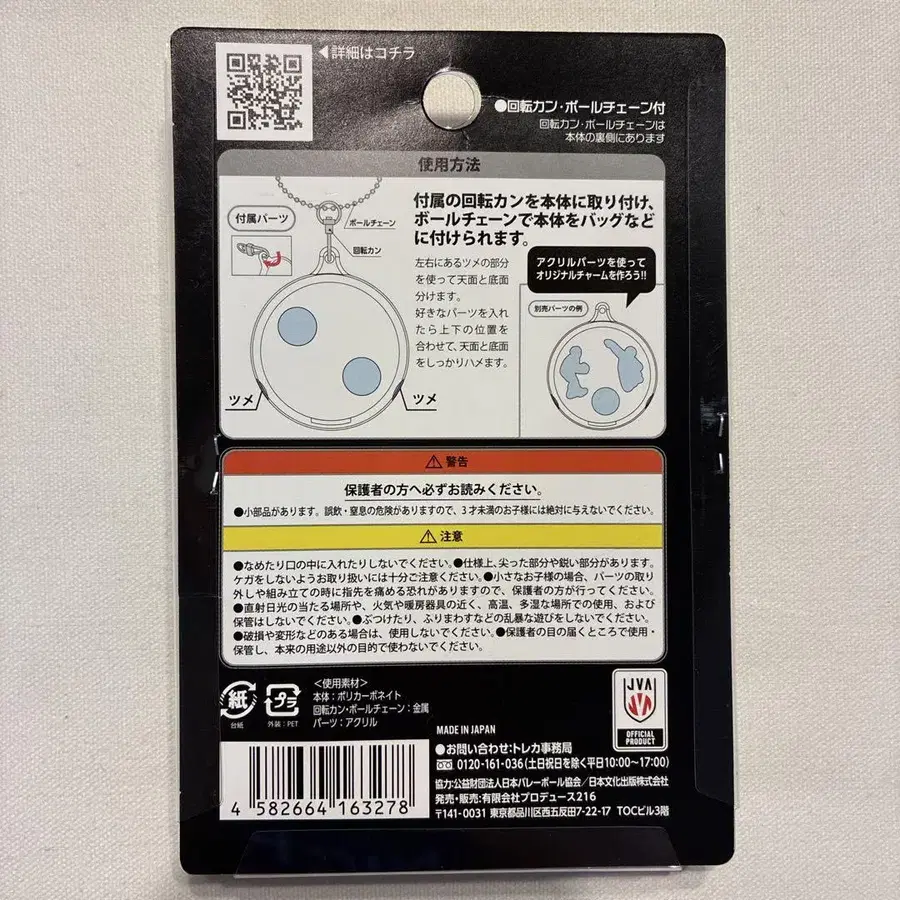 ◀詳細はコチラ
●回転カン・ボールチェーン付
回転カン・ボールチェーンは
本体の裏側にあります
使用方法
付属パーツ
ボールチェーン
回転カン
ツメ
ツメ
付属の回転カンを本体に取り付け、
ボールチェーンで本体をバッグなど
に付けられます。
左右にあるツメの部分
を使って天面と底面
分けます。
好きなパーツを入れ
たら上下の位置を
合わせて、天面と底面
をしっかりハメます。
アクリルパーツを使って
オリジナルチャームを作ろう!!
別売パーツの例
⚠警告
保護者の方へ必ずお読みください。
●小部品があります。誤飲・窒息の危険がありますので、3才未満のお子様には絶対に与えないでください。
⚠注意
●なめたり口の中に入れたりしないでください。●仕様上、尖った部分や鋭い部分があります。
ケガをしないようお取り扱いには十分ご注意ください。●小さなお子様の場合、パーツの取り
外しや組み立ての時に指先を痛める恐れがありますので、保護者の方が行ってください。
●直射日光の当たる場所や、火気や暖房器具の近く、高温、多湿な場所での使用、および
保管はしないでください。●ぶつけたり、ふりまわすなどの乱暴な遊びをしないでください。
●破損や変形などのある場合は、使用しないでください。●保護者の目の届くところで使用・
保管し、本来の用途以外の目的で使わないでください。
紙
台紙
プラ
外装:PET
<使用素材>
本体:ポリカーボネイト
回転カン・ボールチェーン:金属
パーツ:アクリル
JVA
OFFICIAL
PRODUCT
MADE IN JAPAN
●お問い合わせ:トレカ事務局
0120-161-036(土日祝日を除く平日10:00〜17:00)
協力:公益財団法人日本バレーボール協会/日本文化出版株式会社
発売・販売:有限会社プロデュース216
〒141-0031 東京都品川区西五反田7-22-17 TOCビル3階
4 582664 163278